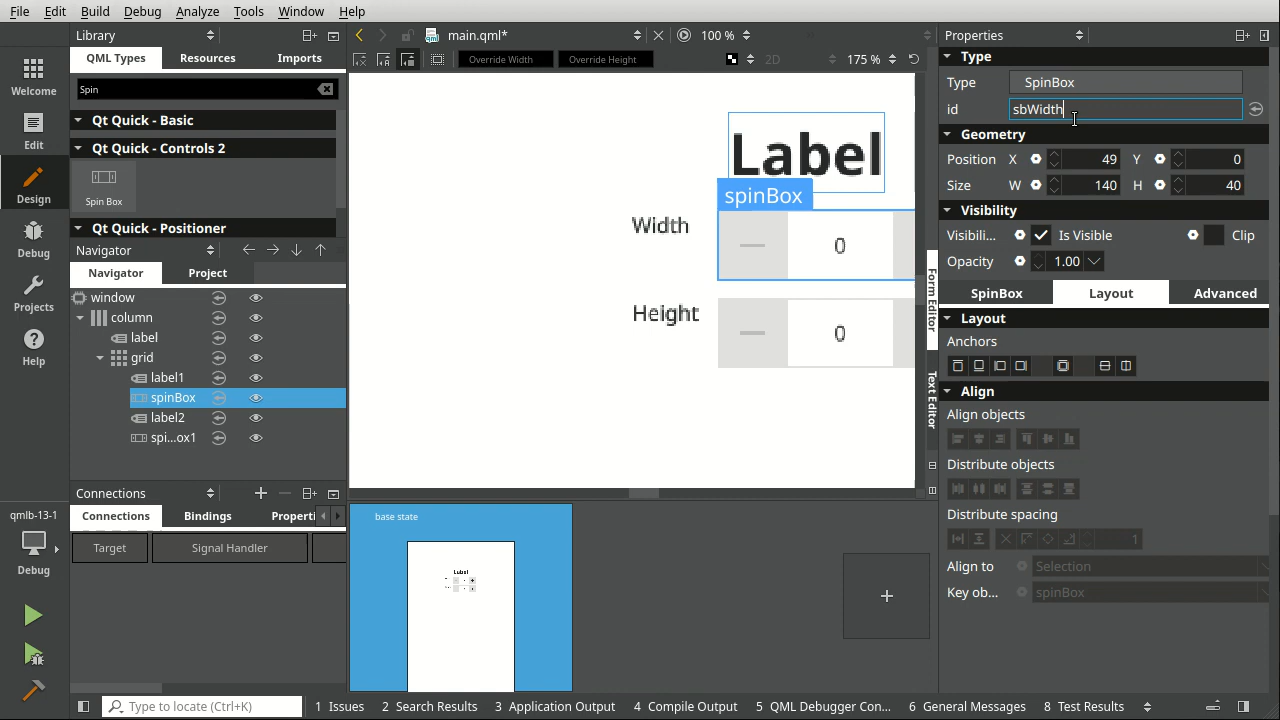 File Edit Build Debug Analyze Tools Window Help
Library
main.qml*
100 %
Properties
QML Types Resources Imports
Override Width Override Height
2D
175 %
Type
Welcome
Spin
Type SpinBox
id sbWidth
Qt Quick - Basic
Edit
Qt Quick - Controls 2
Label
Geometry
Position X 49 Y 0
Design
Spin Box
spinBox
Size W 140 H 40
Qt Quick - Positioner
Width
0
Visibility
Debug
Navigator
Visibili... Is Visible Clip
Navigator Project
Opacity 1.00
Projects
window
Form Editor
SpinBox Layout Advanced
column
Height
0
Layout
label
Anchors
Help
grid
label1
Text Editor
spinBox
Align
label2
Align objects
spi...ox1
Distribute objects
Connections
qmlb-13-1
Connections Bindings Properti
base state
Distribute spacing
Target Signal Handler
1
Debug
Label
Align to Selection
Key ob... spinBox
Type to locate (Ctrl+K)
1 Issues 2 Search Results 3 Application Output 4 Compile Output 5 QML Debugger Con... 6 General Messages 8 Test Results